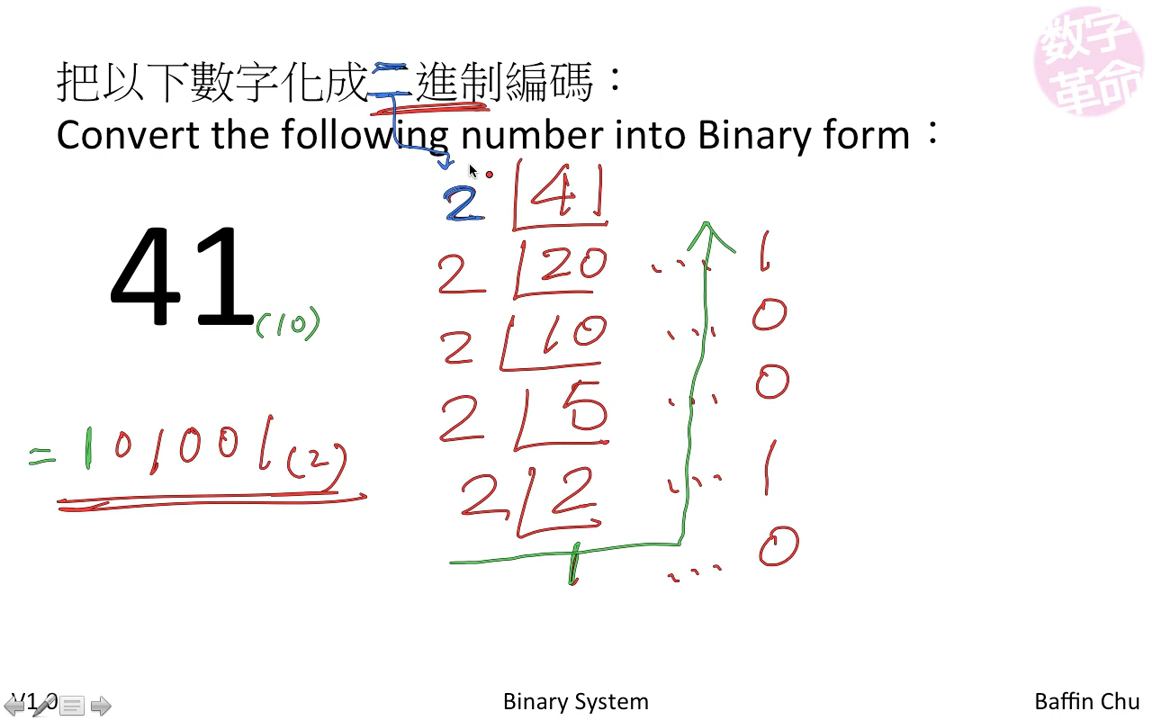 数字
革命
把以下數字化成二進制編碼：
Convert the following number into Binary form：
41(10)
2 41
2 20 ... 1
2 10 ... 0
2 5 ... 0
2 2 ... 1
1 ... 0
= 101001(2)
V1.0
Binary System
Baffin Chu